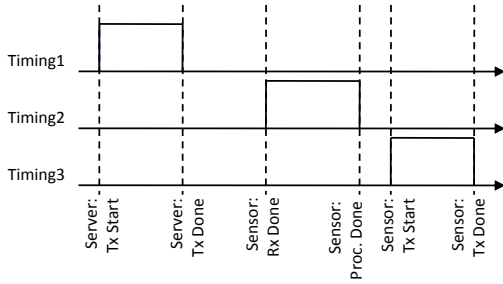 Timing1
Timing2
Timing3
Server:
Tx Start
Server:
Tx Done
Sensor:
Rx Done
Sensor:
Proc. Done
Sensor:
Tx Start
Sensor:
Tx Done